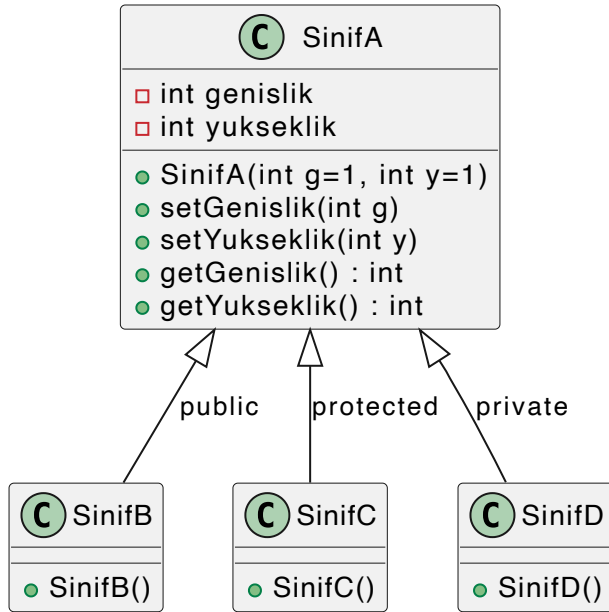 C SinifA
int genislik
int yukseklik
SinifA(int g=1, int y=1)
setGenislik(int g)
setYukseklik(int y)
getGenislik() : int
getYukseklik() : int
public
protected
private
C SinifB
SinifB()
C SinifC
SinifC()
C SinifD
SinifD()